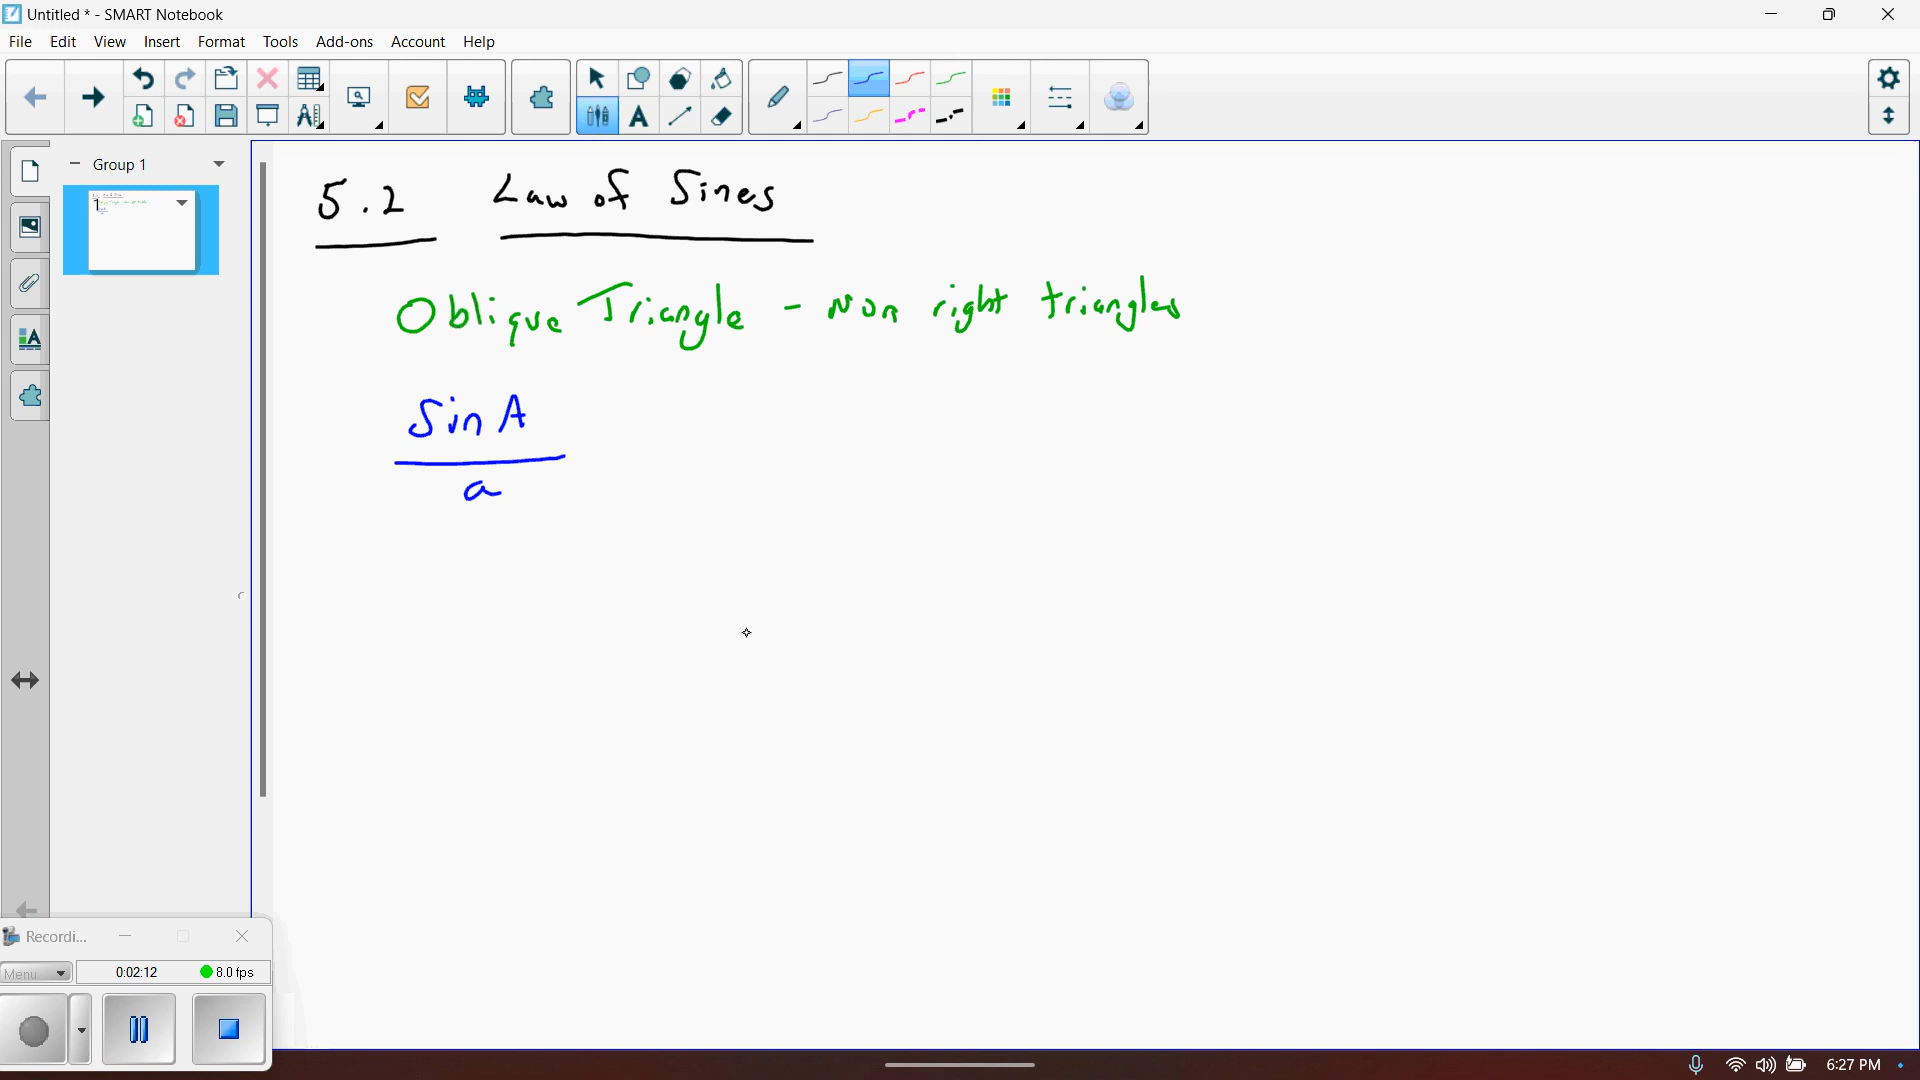 Untitled * - SMART Notebook
File Edit View Insert Format Tools Add-ons Account Help
Group 1
1
5.2 Law of Sines
Oblique Triangle - Non right triangles
Sin A
a
Recordi...
Menu 0:02:12 8.0 fps
6:27 PM